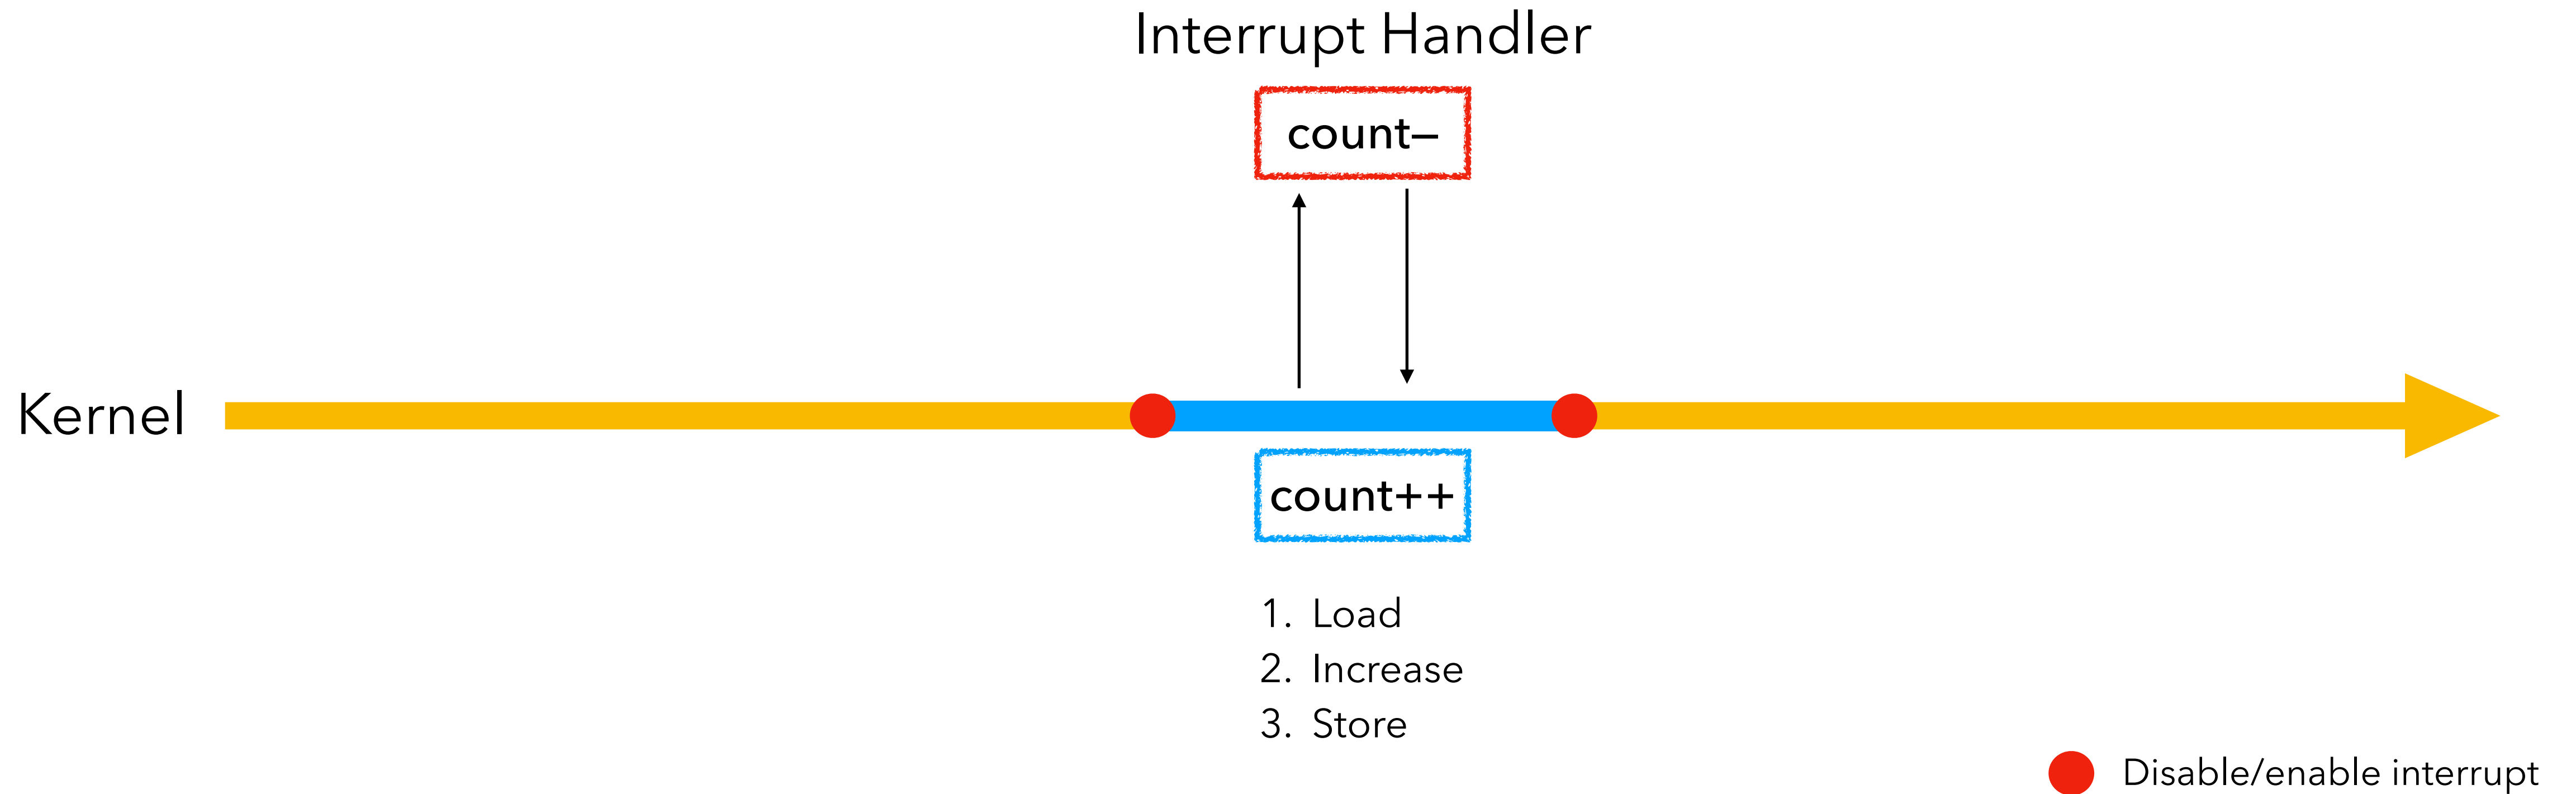 Interrupt Handler
count–
Kernel
count++
1. Load
2. Increase
3. Store
Disable/enable interrupt